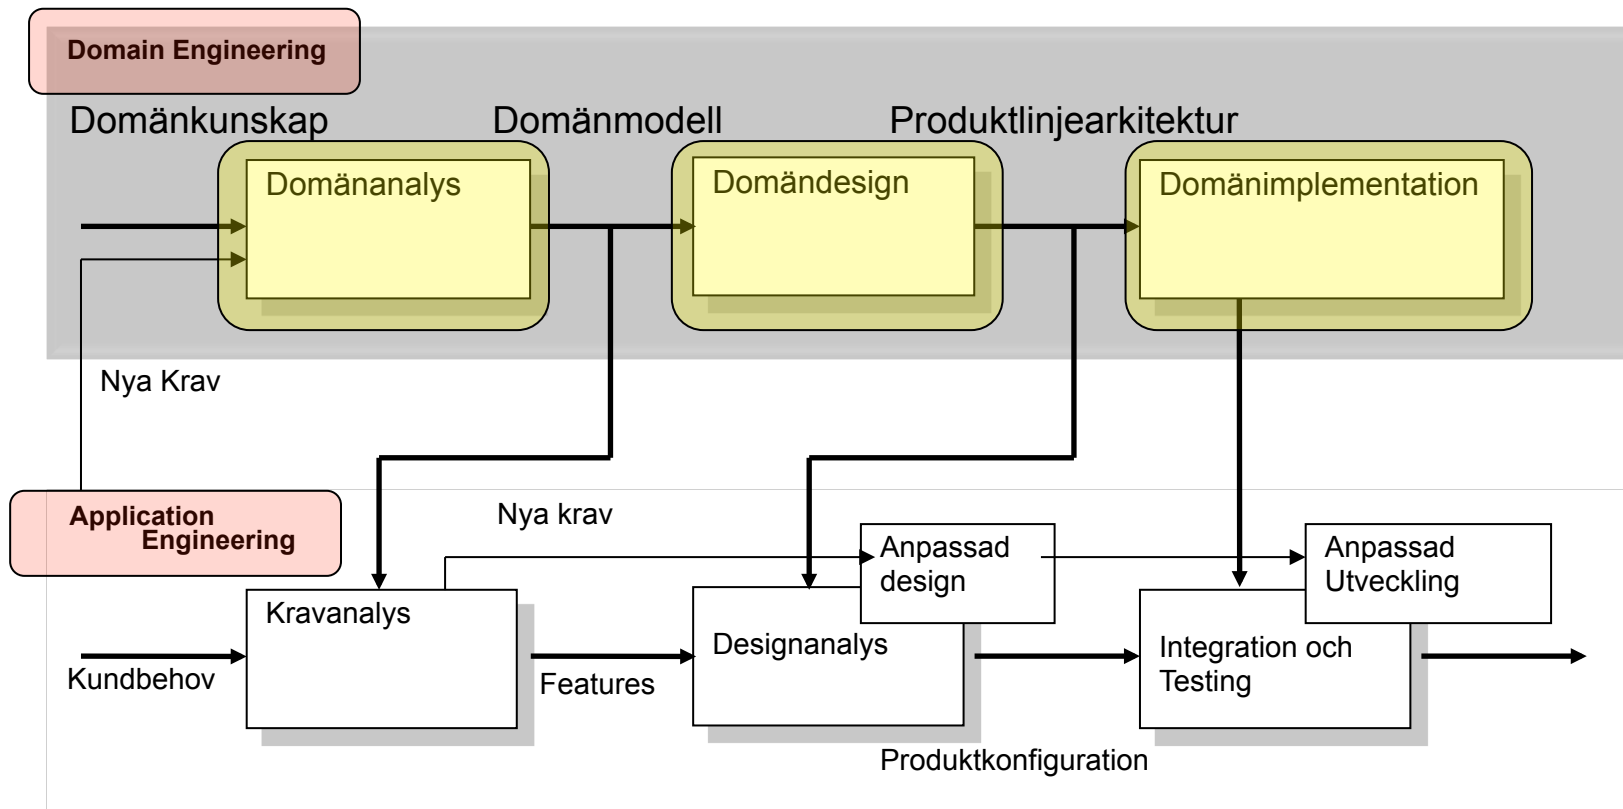 Domain Engineering
Domänkunskap
Domänmodell
Produktlinjearkitektur
Domänanalys
Domändesign
Domänimplementation
Nya Krav
Application
Engineering
Nya krav
Anpassad
design
Anpassad
Utveckling
Kravanalys
Designanalys
Integration och
Testing
Kundbehov
Features
Produktkonfiguration